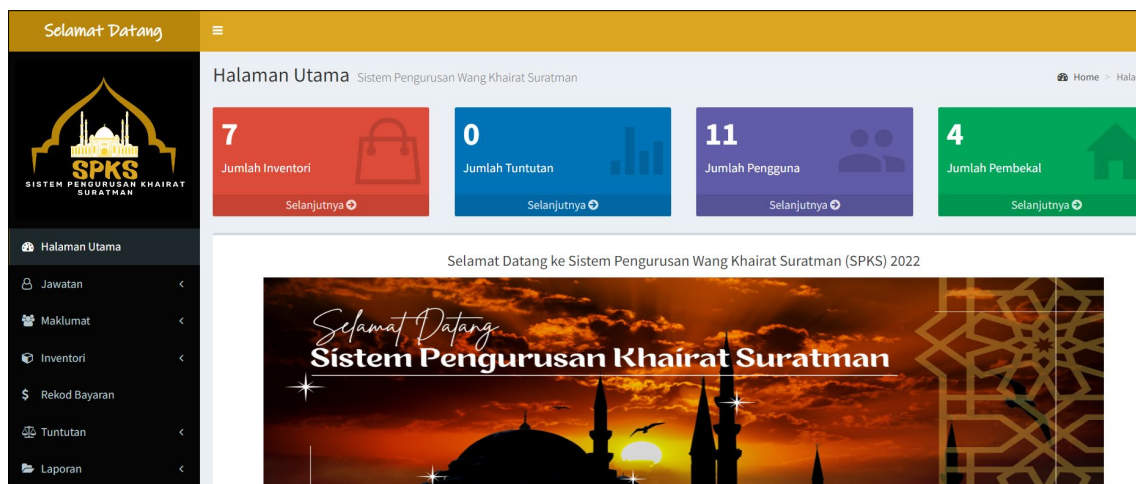 Selamat Datang
SPKS
SISTEM PENGURUSAN KHAIRAT
SURATMAN
Halaman Utama
Jawatan
Maklumat
Inventori
Rekod Bayaran
Tuntutan
Laporan
Halaman Utama Sistem Pengurusan Wang Khairat Suratman
Home > Hala
7
Jumlah Inventori
Selanjutnya
0
Jumlah Tuntutan
Selanjutnya
11
Jumlah Pengguna
Selanjutnya
4
Jumlah Pembekal
Selanjutnya
Selamat Datang ke Sistem Pengurusan Wang Khairat Suratman (SPKS) 2022
Selamat Datang
Sistem Pengurusan Khairat Suratman